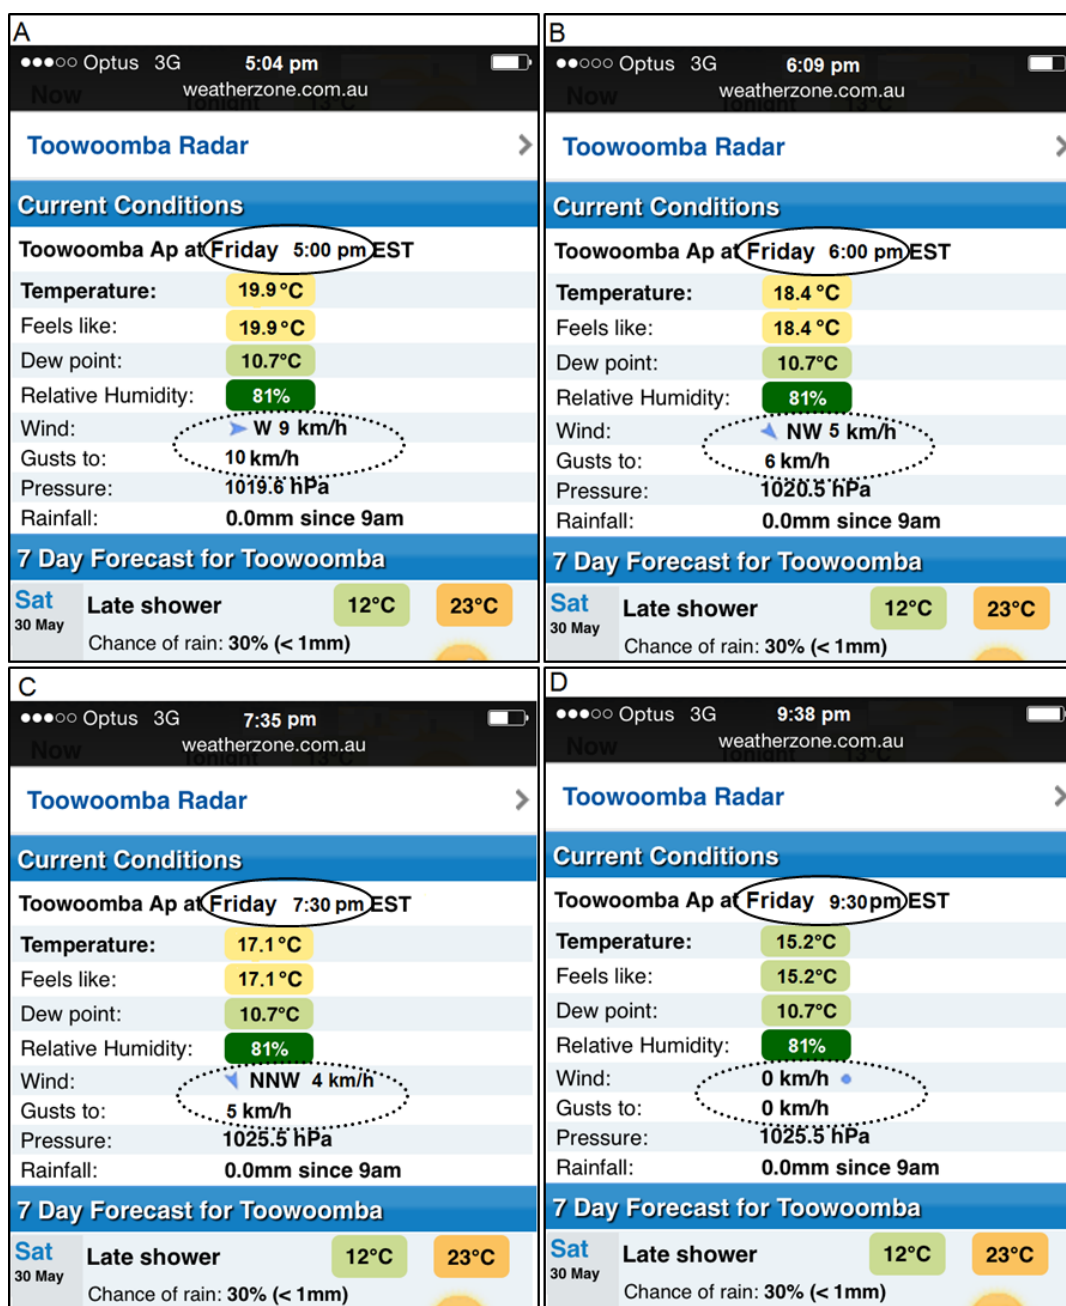 A
Optus 3G 5:04 pm
weatherzone.com.au
Now Tonight 13°C
Toowoomba Radar
Current Conditions
Toowoomba Ap at Friday 5:00 pm EST
Temperature: 19.9°C
Feels like: 19.9°C
Dew point: 10.7°C
Relative Humidity: 81%
Wind: W 9 km/h
Gusts to: 10 km/h
Pressure: 1019.6 hPa
Rainfall: 0.0mm since 9am
7 Day Forecast for Toowoomba
Sat Late shower 12°C 23°C
30 May
Chance of rain: 30% (< 1mm)
B
Optus 3G 6:09 pm
weatherzone.com.au
Now Tonight 13°C
Toowoomba Radar
Current Conditions
Toowoomba Ap at Friday 6:00 pm EST
Temperature: 18.4°C
Feels like: 18.4°C
Dew point: 10.7°C
Relative Humidity: 81%
Wind: NW 5 km/h
Gusts to: 6 km/h
Pressure: 1020.5 hPa
Rainfall: 0.0mm since 9am
7 Day Forecast for Toowoomba
Sat Late shower 12°C 23°C
30 May
Chance of rain: 30% (< 1mm)
C
Optus 3G 7:35 pm
weatherzone.com.au
Now Tonight 13°C
Toowoomba Radar
Current Conditions
Toowoomba Ap at Friday 7:30 pm EST
Temperature: 17.1°C
Feels like: 17.1°C
Dew point: 10.7°C
Relative Humidity: 81%
Wind: NNW 4 km/h
Gusts to: 5 km/h
Pressure: 1025.5 hPa
Rainfall: 0.0mm since 9am
7 Day Forecast for Toowoomba
Sat Late shower 12°C 23°C
30 May
Chance of rain: 30% (< 1mm)
D
Optus 3G 9:38 pm
weatherzone.com.au
Now Tonight 13°C
Toowoomba Radar
Current Conditions
Toowoomba Ap at Friday 9:30pm EST
Temperature: 15.2°C
Feels like: 15.2°C
Dew point: 10.7°C
Relative Humidity: 81%
Wind: 0 km/h
Gusts to: 0 km/h
Pressure: 1025.5 hPa
Rainfall: 0.0mm since 9am
7 Day Forecast for Toowoomba
Sat Late shower 12°C 23°C
30 May
Chance of rain: 30% (< 1mm)